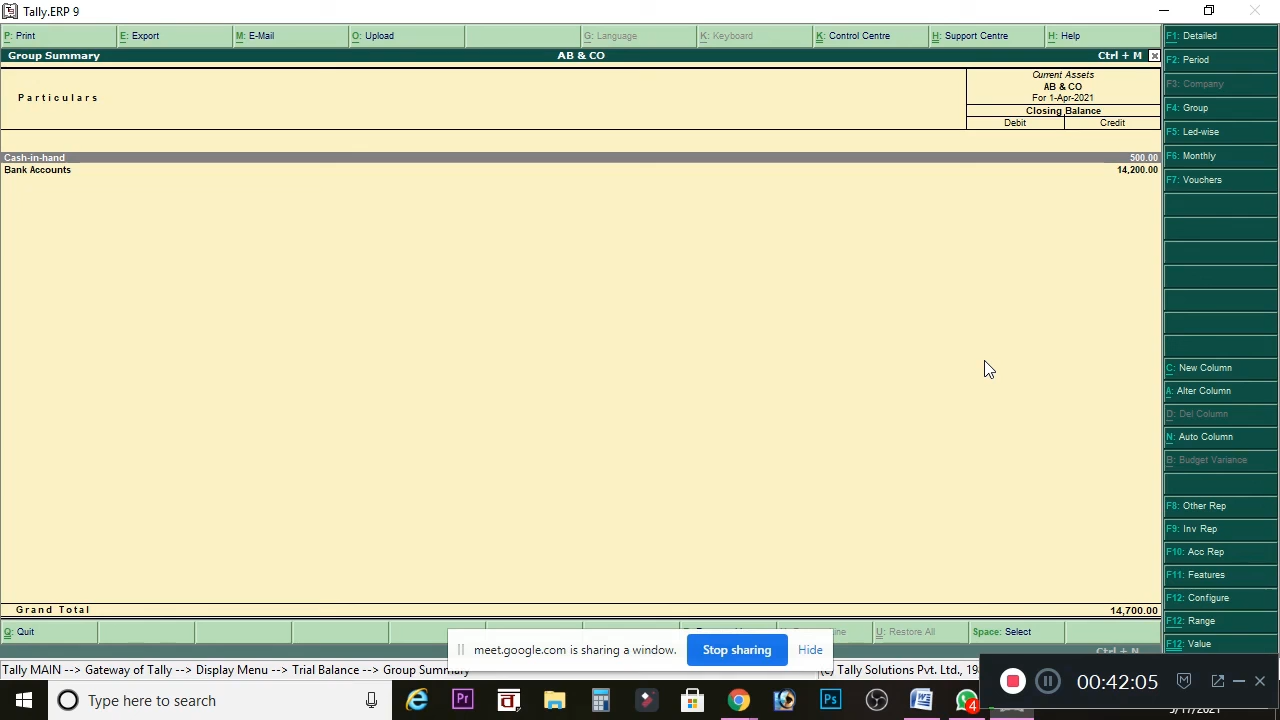 Tally.ERP 9
P: Print
E: Export
M: E-Mail
O: Upload
G: Language
K: Keyboard
K: Control Centre
H: Support Centre
H: Help
Group Summary
AB & CO
Ctrl + M
Particulars
Current Assets
AB & CO
For 1-Apr-2021
Closing Balance
Debit
Credit
Cash-in-hand
500.00
Bank Accounts
14,200.00
Grand Total
14,700.00
F1: Detailed
F2: Period
F3: Company
F4: Group
F5: Led-wise
F6: Monthly
F7: Vouchers
C: New Column
A: Alter Column
D: Del Column
N: Auto Column
B: Budget Variance
F8: Other Rep
F9: Inv Rep
F10: Acc Rep
F11: Features
F12: Configure
F12: Range
F12: Value
Q: Quit
U: Restore All
Space: Select
meet.google.com is sharing a window.
Stop sharing
Hide
Ctrl + N
Tally MAIN --> Gateway of Tally --> Display Menu --> Trial Balance --> Group Summary
(c) Tally Solutions Pvt. Ltd., 19
00:42:05
Type here to search
Pr
Ps
4